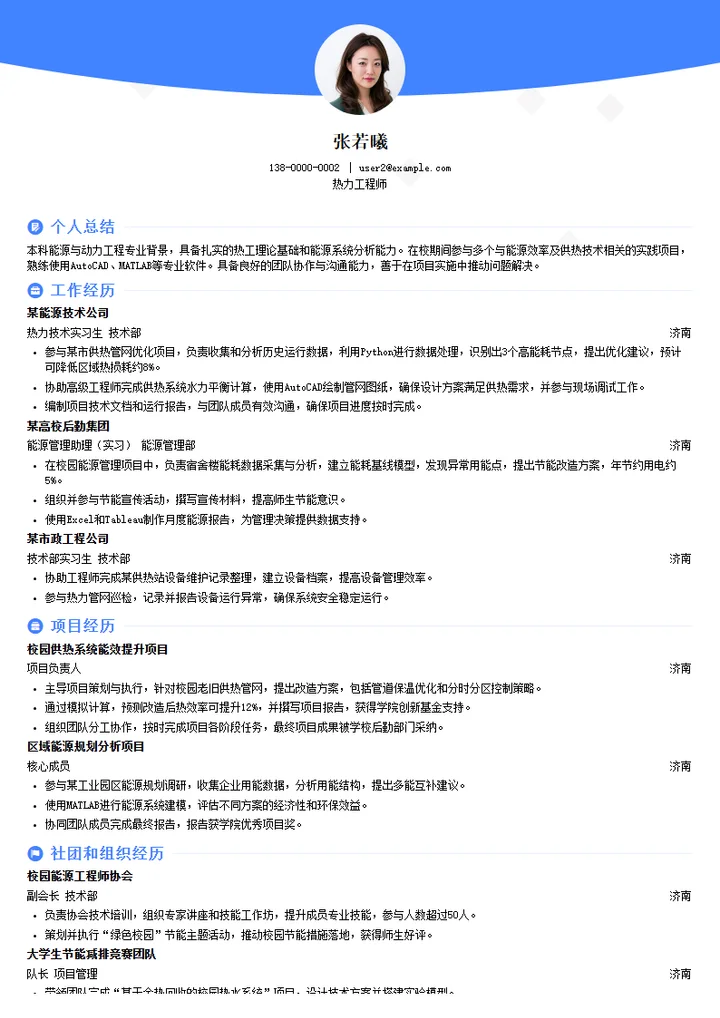 张若曦
138-0000-0002 | user2@example.com
热力工程师
个人总结
本科能源与动力工程专业背景，具备扎实的热工理论基础和能源系统分析能力。在校期间参与多个与能源效率及供热技术相关的实践项目，
熟练使用AutoCAD、MATLAB等专业软件。具备良好的团队协作与沟通能力，善于在项目实施中推动问题解决。
工作经历
某能源技术公司
热力技术实习生 技术部 济南
• 参与某市供热管网优化项目，负责收集和分析历史运行数据，利用Python进行数据处理，识别出3个高能耗节点，提出优化建议，预计
可降低区域热损耗约8%。
• 协助高级工程师完成供热系统水力平衡计算，使用AutoCAD绘制管网图纸，确保设计方案满足供热需求，并参与现场调试工作。
• 编制项目技术文档和运行报告，与团队成员有效沟通，确保项目进度按时完成。
某高校后勤集团
能源管理助理（实习） 能源管理部 济南
• 在校园能源管理项目中，负责宿舍楼能耗数据采集与分析，建立能耗基线模型，发现异常用能点，提出节能改造方案，年节约用电约
5%。
• 组织并参与节能宣传活动，撰写宣传材料，提高师生节能意识。
• 使用Excel和Tableau制作月度能源报告，为管理决策提供数据支持。
某市政工程公司
技术部实习生 技术部 济南
• 协助工程师完成某供热站设备维护记录整理，建立设备档案，提高设备管理效率。
• 参与热力管网巡检，记录并报告设备运行异常，确保系统安全稳定运行。
项目经历
校园供热系统能效提升项目
项目负责人 济南
• 主导项目策划与执行，针对校园老旧供热管网，提出改造方案，包括管道保温优化和分时分区控制策略。
• 通过模拟计算，预测改造后热效率可提升12%，并撰写项目报告，获得学院创新基金支持。
• 组织团队分工协作，按时完成项目各阶段任务，最终项目成果被学校后勤部门采纳。
区域能源规划分析项目
核心成员 济南
• 参与某工业园区能源规划调研，收集企业用能数据，分析用能结构，提出多能互补建议。
• 使用MATLAB进行能源系统建模，评估不同方案的经济性和环保效益。
• 协同团队成员完成最终报告，报告获学院优秀项目奖。
社团和组织经历
校园能源工程师协会
副会长 技术部 济南
• 负责协会技术培训，组织专家讲座和技能工作坊，提升成员专业技能，参与人数超过50人。
• 策划并执行“绿色校园”节能主题活动，推动校园节能措施落地，获得师生好评。
大学生节能减排竞赛团队
队长 项目管理 济南
• 带领团队完成“基于余热回收的校园热水系统”项目，设计技术方案并搭建实验模型。